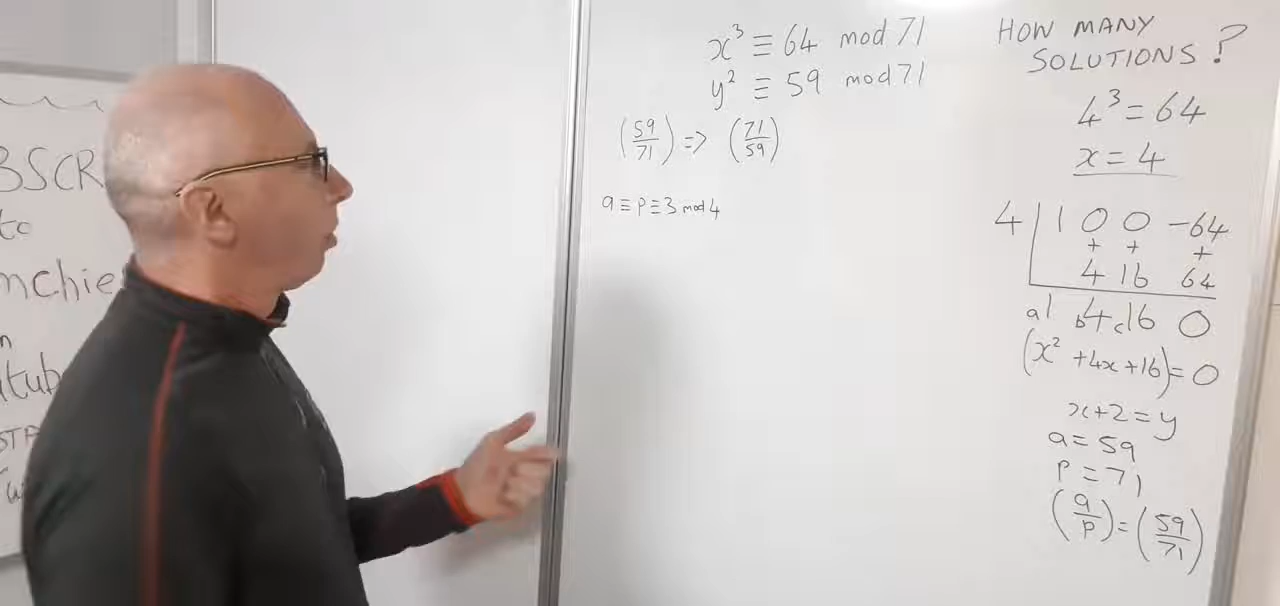 BSCR
to
nchie
n
utub
STA
x³ ≡ 64 mod 71
y² ≡ 59 mod 71
(59/71) => (71/59)
a ≡ p ≡ 3 mod 4
HOW MANY
SOLUTIONS ?
4³ = 64
x = 4
4 | 1 0 0 -64
+ + +
4 16 64
a1 b4 c16 0
(x² + 4x + 16) = 0
x + 2 = y
a = 59
p = 71
(a/p) = (59/71)